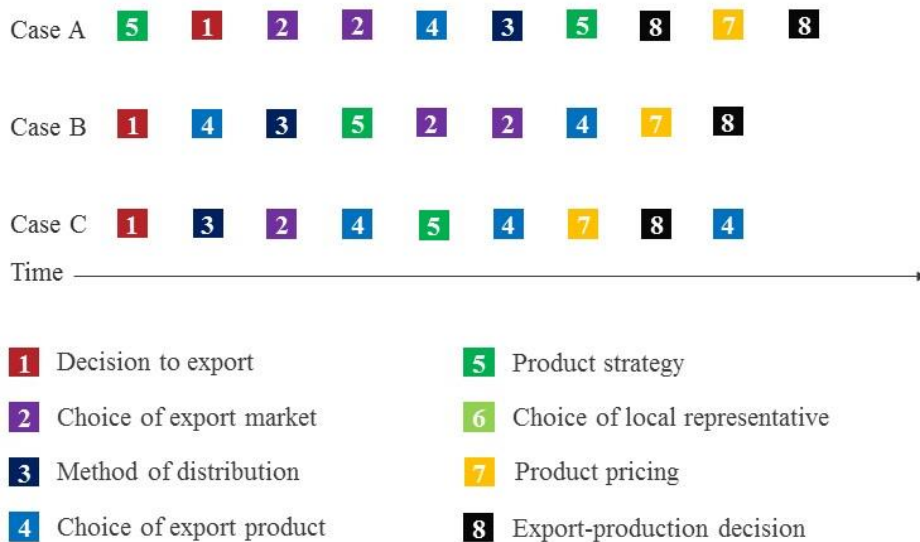 Case A 5 1 2 2 4 3 5 8 7 8
Case B 1 4 3 5 2 2 4 7 8
Case C 1 3 2 4 5 4 7 8 4
Time
1 Decision to export
2 Choice of export market
3 Method of distribution
4 Choice of export product
5 Product strategy
6 Choice of local representative
7 Product pricing
8 Export-production decision